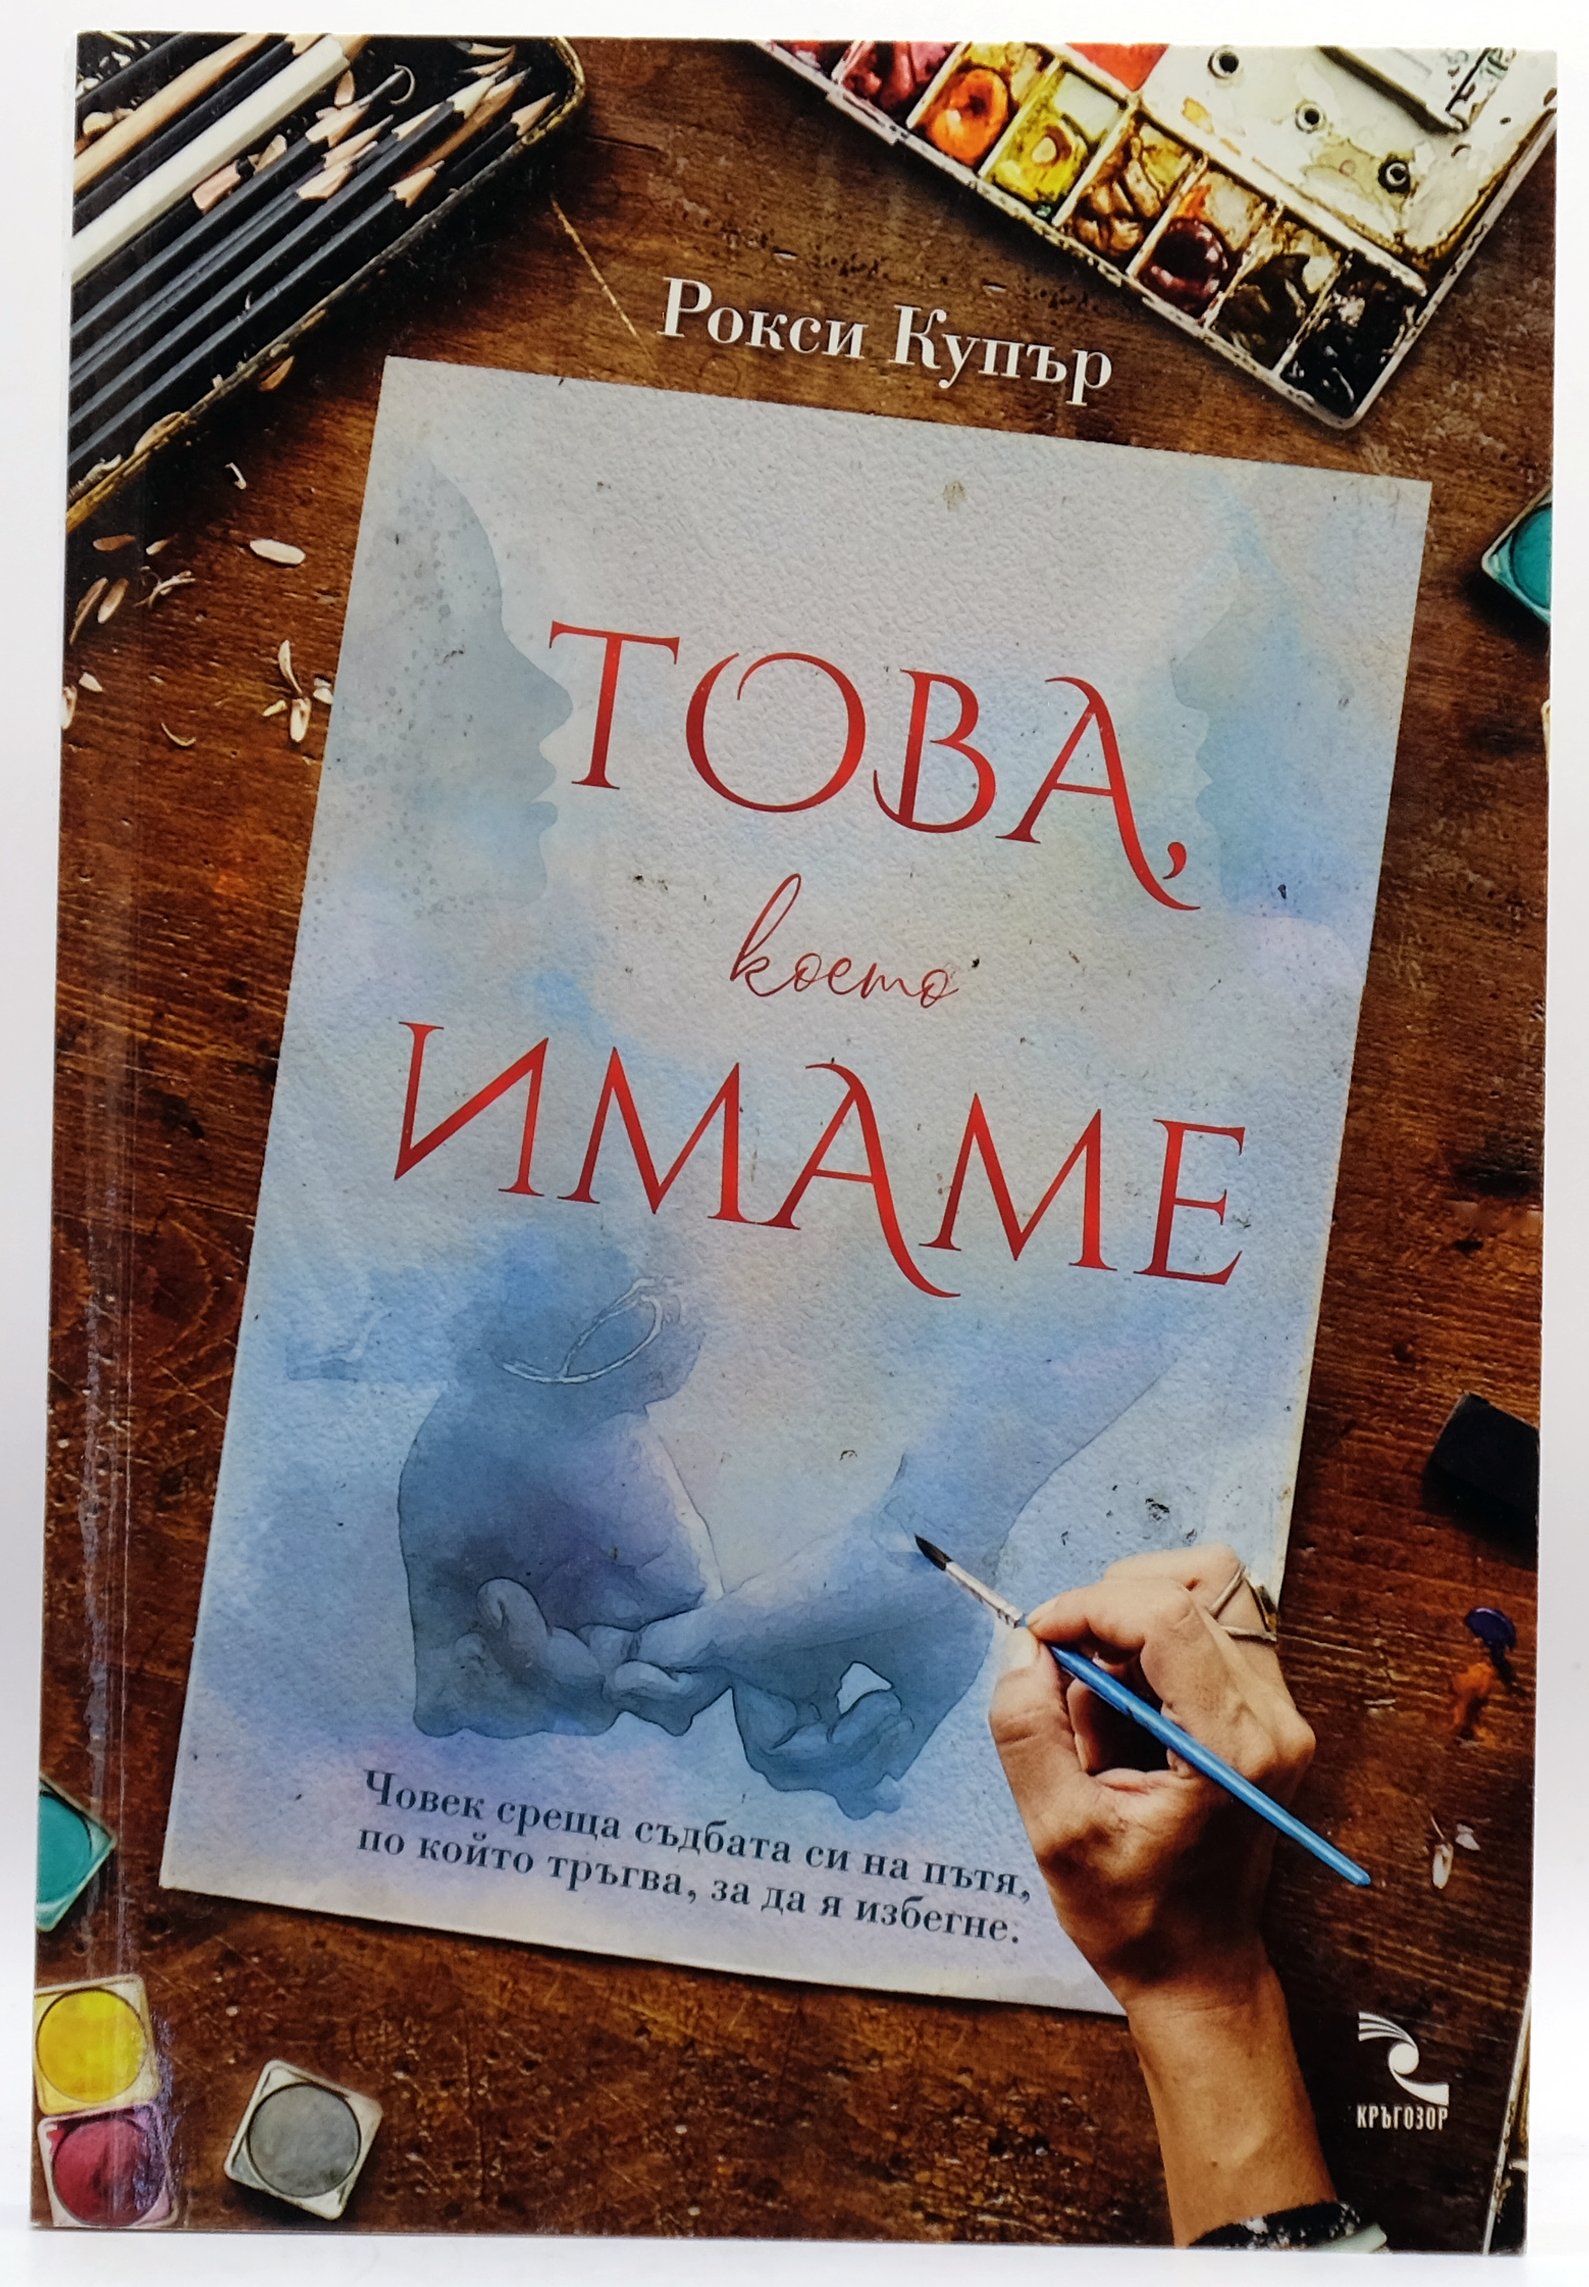 Рокси Купър
ТОВА,
което
ИМАМЕ
Човек среща съдбата си на пътя,
по който тръгва, за да я избегне.
КРЪГОЗОР